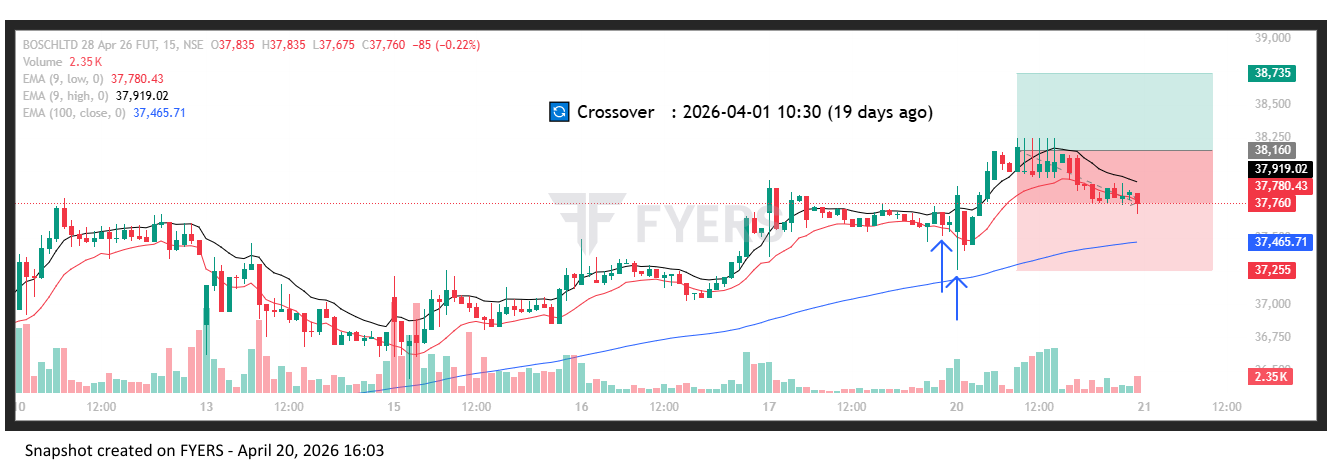 BOSCHLTD 28 Apr 26 FUT, 15, NSE O37,835 H37,835 L37,675 C37,760 −85 (−0.22%)
Volume 2.35 K
EMA (9, low, 0) 37,780.43
EMA (9, high, 0) 37,919.02
EMA (100, close, 0) 37,465.71
Crossover : 2026-04-01 10:30 (19 days ago)
FYERS
39,000
38,735
38,500
38,250
38,160
37,919.02
37,780.43
37,760
37,465.71
37,255
37,000
36,750
2.35K
10 12:00 13 12:00 15 12:00 16 12:00 17 12:00 20 12:00 21 12:00
Snapshot created on FYERS - April 20, 2026 16:03